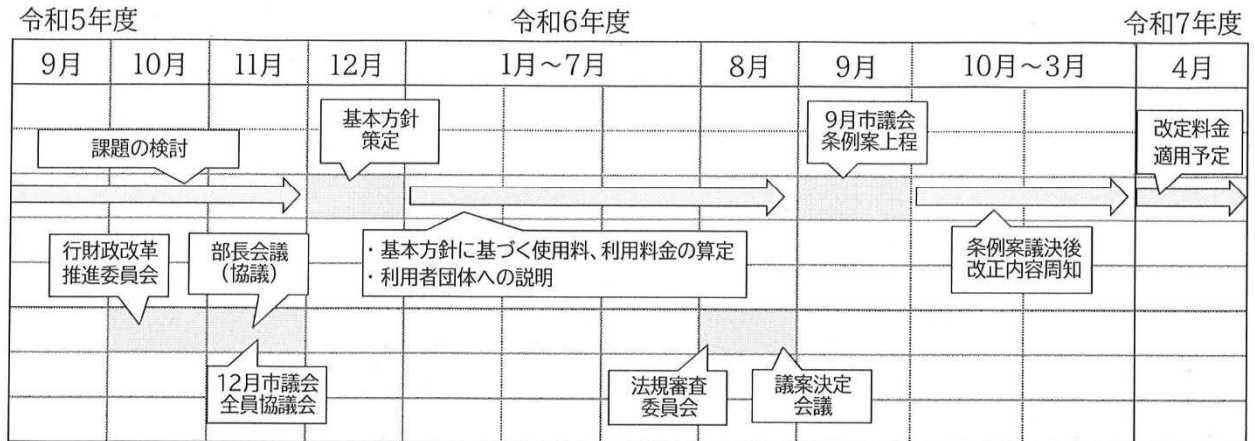 令和5年度
令和6年度
令和7年度
9月
10月
11月
12月
1月～7月
8月
9月
10月～3月
4月
課題の検討
基本方針
策定
9月市議会
条例案上程
改定料金
適用予定
行財政改革
推進委員会
部長会議
（協議）
・基本方針に基づく使用料、利用料金の算定
・利用者団体への説明
条例案議決後
改正内容周知
12月市議会
全員協議会
法規審査
委員会
議案決定
会議